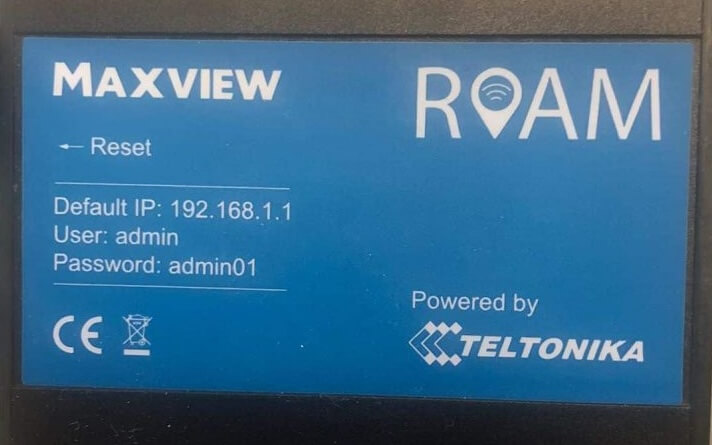 MAXVIEW
ROAM
← Reset
Default IP: 192.168.1.1
User: admin
Password: admin01
Powered by
TELTONIKA
CE